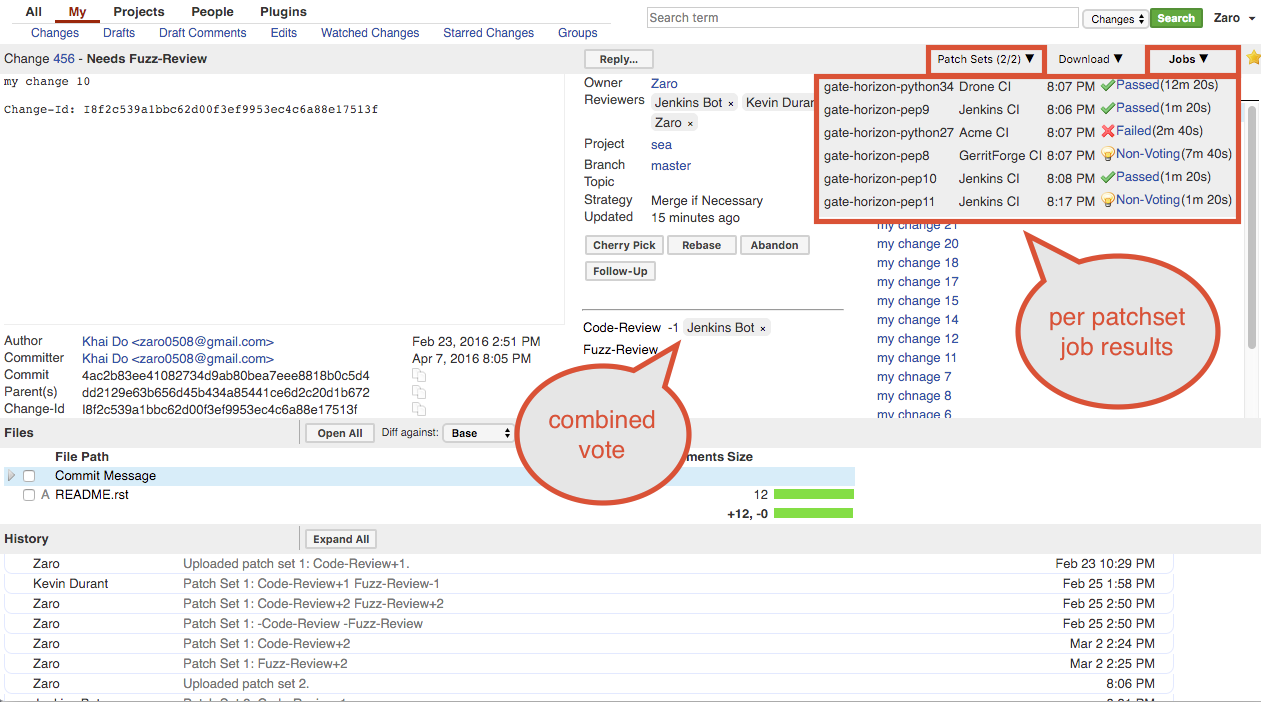 All My Projects People Plugins
Changes Drafts Draft Comments Edits Watched Changes Starred Changes Groups
Search term Changes Search Zaro
Change 456 - Needs Fuzz-Review
Reply... Patch Sets (2/2) ▼ Download ▼ Jobs ▼
my change 10
Change-Id: I8f2c539a1bbc62d00f3ef9953ec4c6a88e17513f
Owner Zaro
Reviewers Jenkins Bot × Kevin Duran
Zaro ×
Project sea
Branch master
Topic
Strategy Merge if Necessary
Updated 15 minutes ago
Cherry Pick Rebase Abandon
Follow-Up
Code-Review -1 Jenkins Bot ×
Fuzz-Review
gate-horizon-python34 Drone CI 8:07 PM Passed(12m 20s)
gate-horizon-pep9 Jenkins CI 8:06 PM Passed(1m 20s)
gate-horizon-python27 Acme CI 8:07 PM Failed(2m 40s)
gate-horizon-pep8 GerritForge CI 8:07 PM Non-Voting(7m 40s)
gate-horizon-pep10 Jenkins CI 8:08 PM Passed(1m 20s)
gate-horizon-pep11 Jenkins CI 8:17 PM Non-Voting(1m 20s)
my change 21
my change 20
my change 18
my change 17
my change 15
my change 14
my change 12
my change 11
my chnage 7
my chnage 8
my change 6
per patchset
job results
combined
vote
Author Khai Do <zaro0508@gmail.com> Feb 23, 2016 2:51 PM
Committer Khai Do <zaro0508@gmail.com> Apr 7, 2016 8:05 PM
Commit 4ac2b83ee41082734d9ab80bea7eee8818b0c5d4
Parent(s) dd2129e63b656d45b434a85441ce6d2c20d1b672
Change-Id I8f2c539a1bbc62d00f3ef9953ec4c6a88e17513f
Files Open All Diff against: Base
File Path ments Size
Commit Message
A README.rst 12
+12, -0
History Expand All
Zaro Uploaded patch set 1: Code-Review+1. Feb 23 10:29 PM
Kevin Durant Patch Set 1: Code-Review+1 Fuzz-Review-1 Feb 25 1:58 PM
Zaro Patch Set 1: Code-Review+2 Fuzz-Review+2 Feb 25 2:50 PM
Zaro Patch Set 1: -Code-Review -Fuzz-Review Feb 25 2:50 PM
Zaro Patch Set 1: Code-Review+2 Mar 2 2:24 PM
Zaro Patch Set 1: Fuzz-Review+2 Mar 2 2:25 PM
Zaro Uploaded patch set 2. 8:06 PM